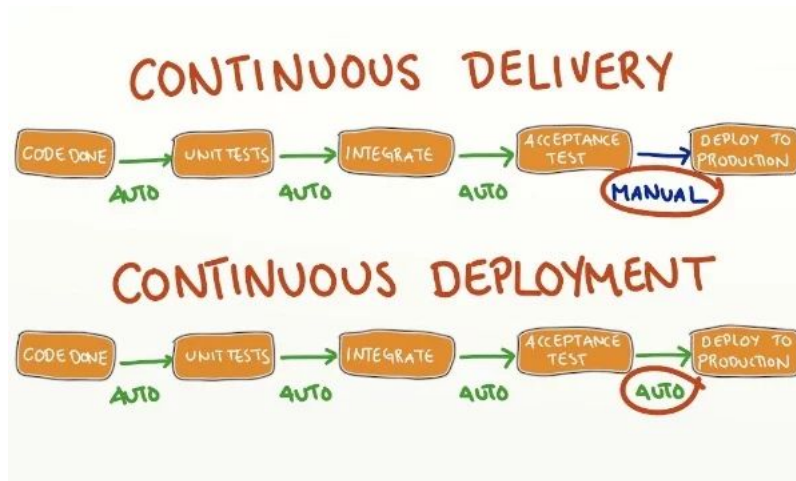 CONTINUOUS DELIVERY
CODE DONE
UNIT TESTS
INTEGRATE
ACCEPTANCE
TEST
DEPLOY TO
PRODUCTION
AUTO
AUTO
AUTO
MANUAL
CONTINUOUS DEPLOYMENT
CODE DONE
UNIT TESTS
INTEGRATE
ACCEPTANCE
TEST
DEPLOY TO
PRODUCTION
AUTO
AUTO
AUTO
AUTO